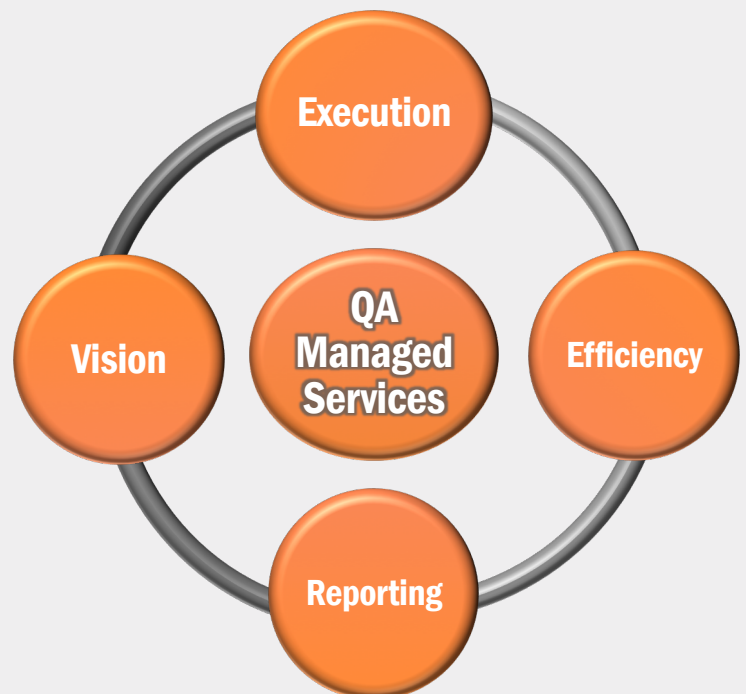 Execution
Vision
QA
Managed
Services
Efficiency
Reporting